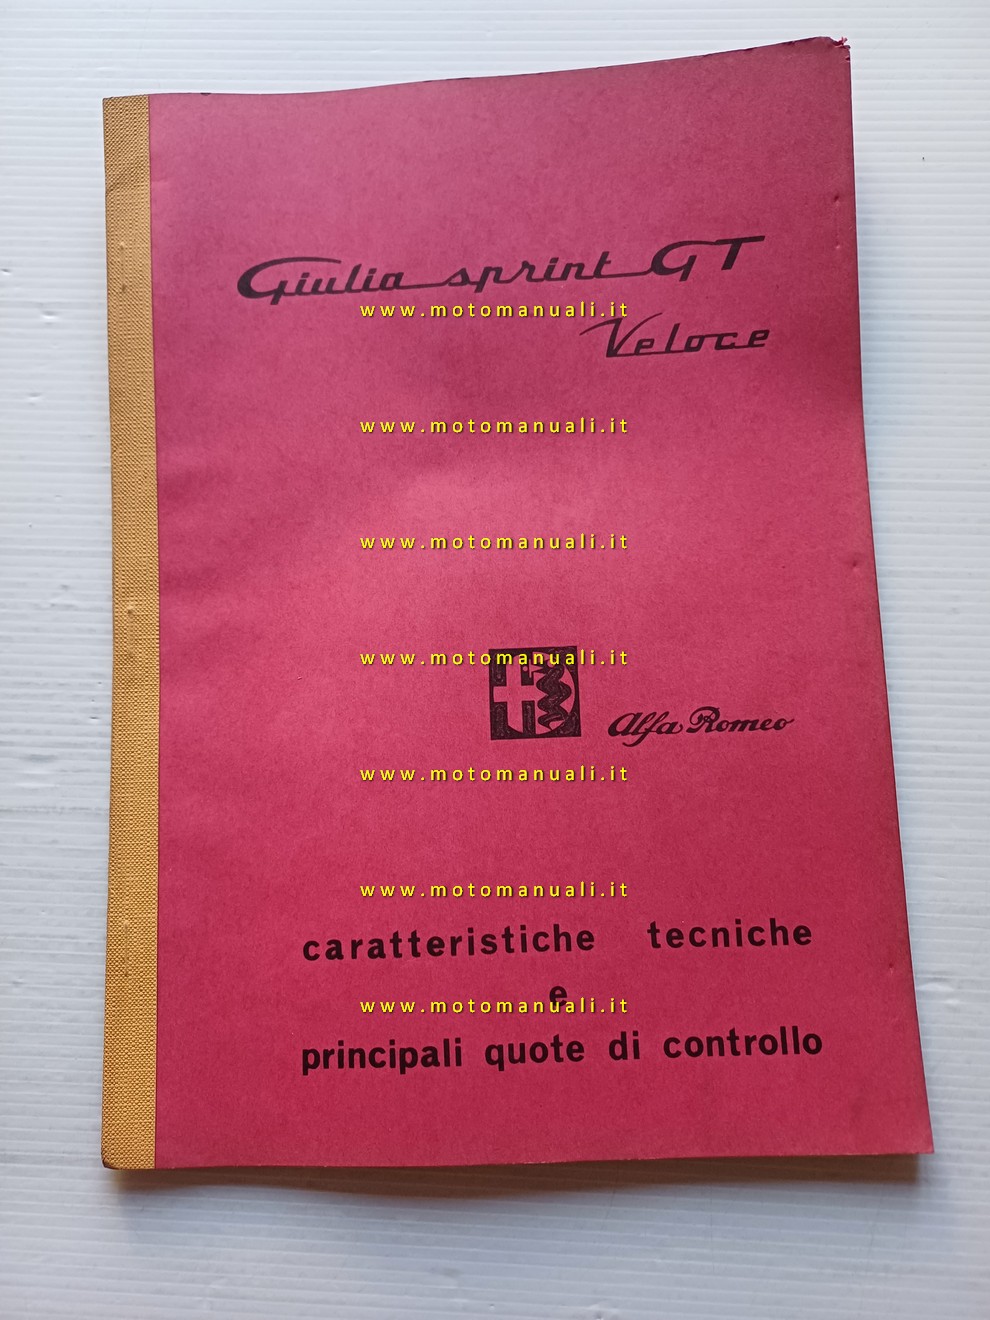 Giulia sprint GT
www.motomanuali.it
Veloce
www.motomanuali.it
www.motomanuali.it
www.motomanuali.it
Alfa Romeo
www.motomanuali.it
www.motomanuali.it
caratteristiche tecniche
e
www.motomanuali.it
principali quote di controllo